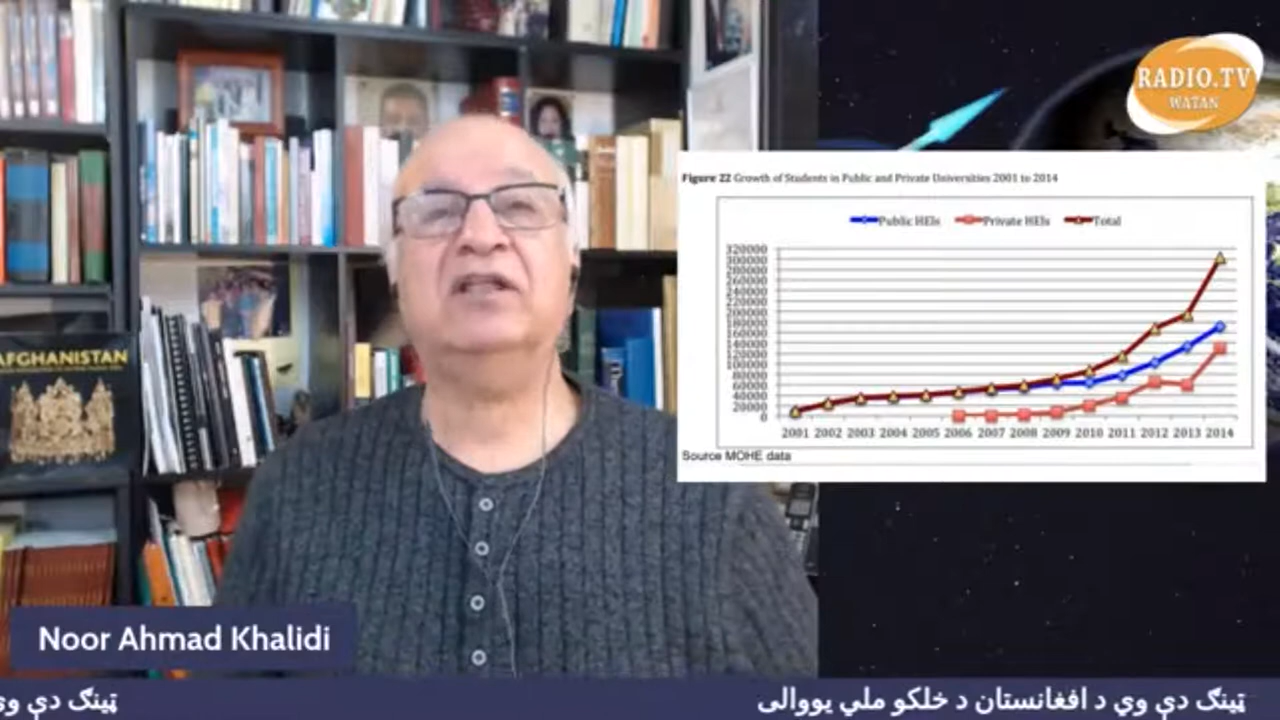 RADIO.TV
WATAN
Figure 22 Growth of Students in Public and Private Universities 2001 to 2014
Public HEIs Private HEIs Total
320000
300000
280000
260000
240000
220000
200000
180000
160000
140000
120000
100000
80000
60000
40000
20000
0
2001 2002 2003 2004 2005 2006 2007 2008 2009 2010 2011 2012 2013 2014
Source MOHE data
AFGHANISTAN
Noor Ahmad Khalidi
ټینګ دې وي د افغانستان د خلکو ملي یووالی
ټینګ دې وي